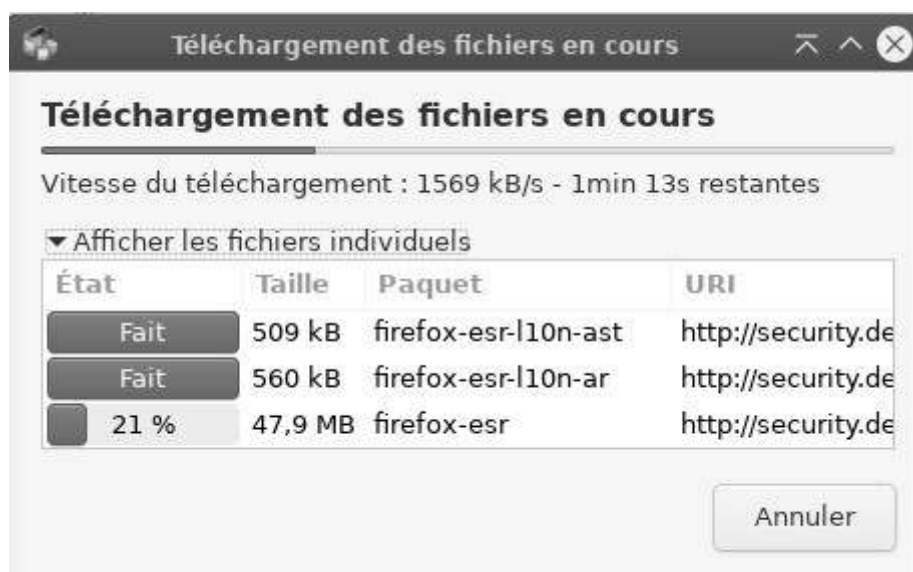 Téléchargement des fichiers en cours
Téléchargement des fichiers en cours
Vitesse du téléchargement : 1569 kB/s - 1min 13s restantes
Afficher les fichiers individuels
État Taille Paquet URI
Fait 509 kB firefox-esr-l10n-ast http://security.de
Fait 560 kB firefox-esr-l10n-ar http://security.de
21 % 47,9 MB firefox-esr http://security.de
Annuler